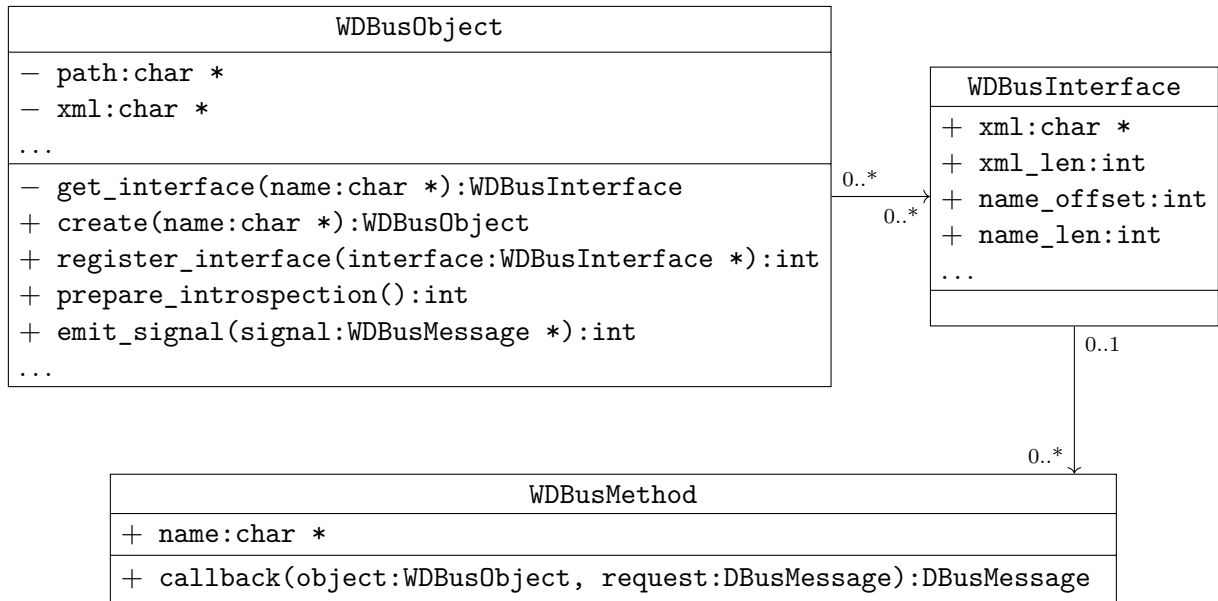 WDBusObject
− path:char *
− xml:char *
...
− get_interface(name:char *):WDBusInterface
+ create(name:char *):WDBusObject
+ register_interface(interface:WDBusInterface *):int
+ prepare_introspection():int
+ emit_signal(signal:WDBusMessage *):int
...
0..*
0..*
WDBusInterface
+ xml:char *
+ xml_len:int
+ name_offset:int
+ name_len:int
...
0..1
0..*
WDBusMethod
+ name:char *
+ callback(object:WDBusObject, request:DBusMessage):DBusMessage